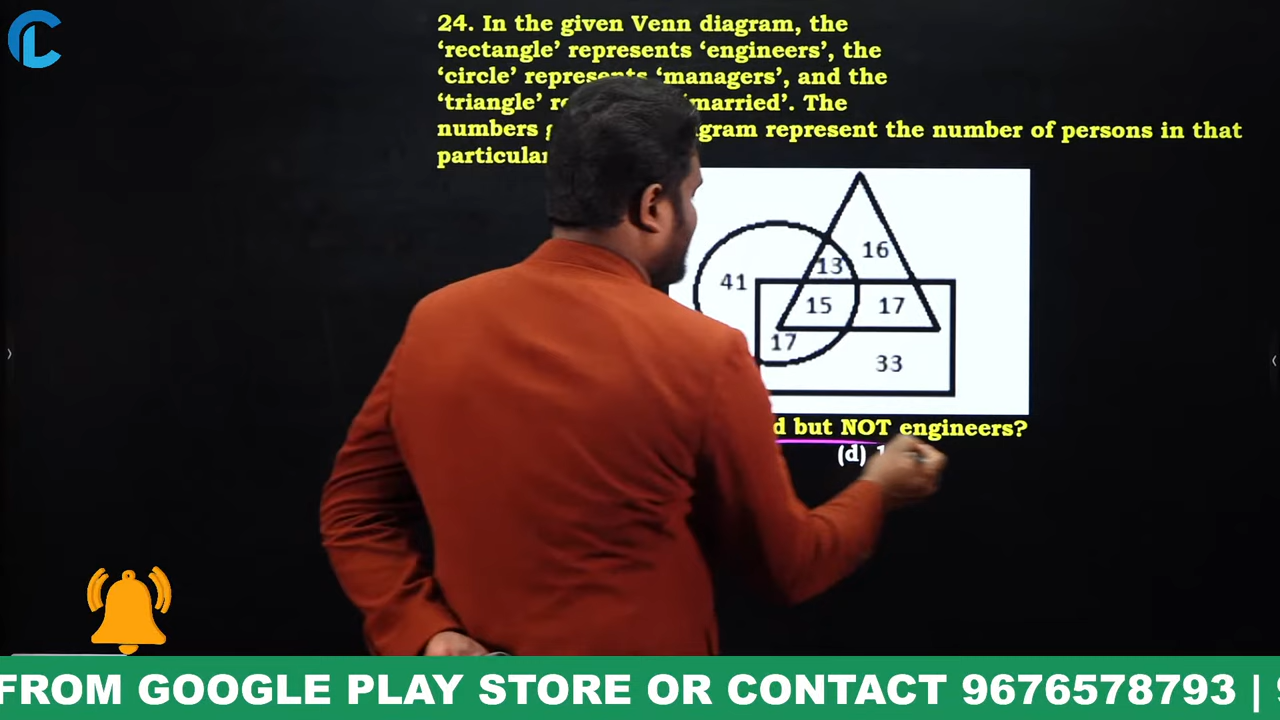 24. In the given Venn diagram, the
'rectangle' represents 'engineers', the
'circle' represents 'managers', and the
'triangle' 'married'. The
numbers represent the number of persons in that
particular
16
13
41
15
17
17
33
but NOT engineers?
(d)
FROM GOOGLE PLAY STORE OR CONTACT 9676578793 |